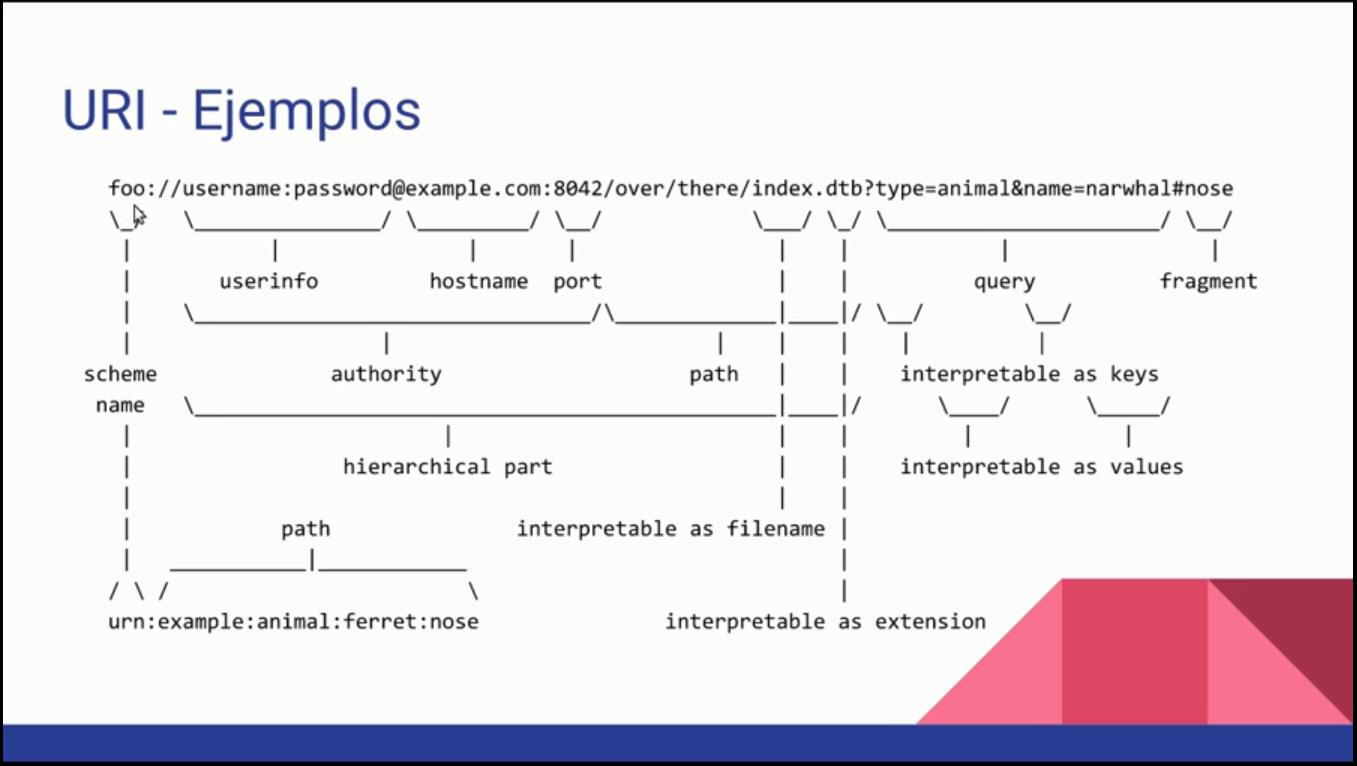 URI - Ejemplos
foo://username:password@example.com:8042/over/there/index.dtb?type=animal&name=narwhal#nose
userinfo hostname port query fragment
scheme authority path interpretable as keys
name
hierarchical part interpretable as values
path interpretable as filename
urn:example:animal:ferret:nose interpretable as extension